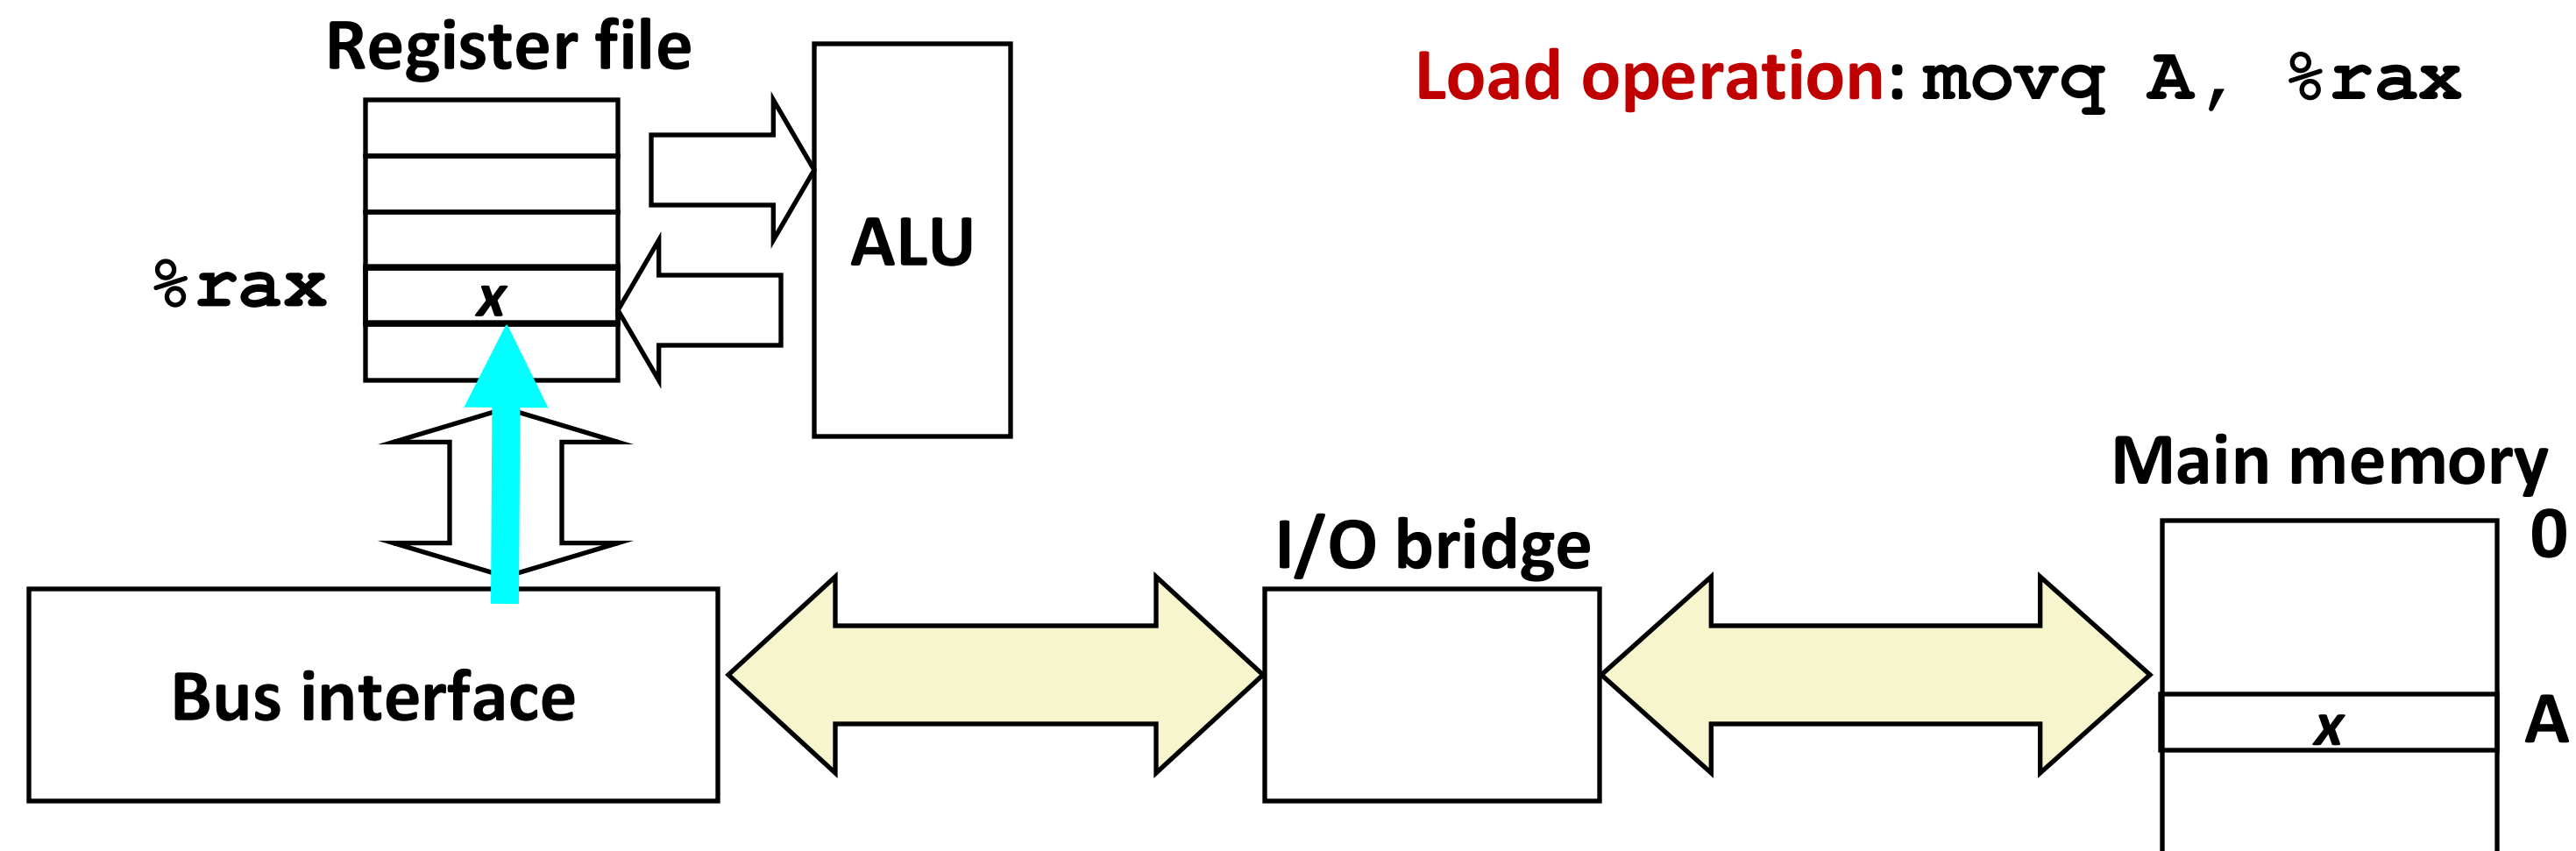 Register file
Load operation: movq A, %rax
ALU
%rax
x
Main memory
0
I/O bridge
Bus interface
x
A